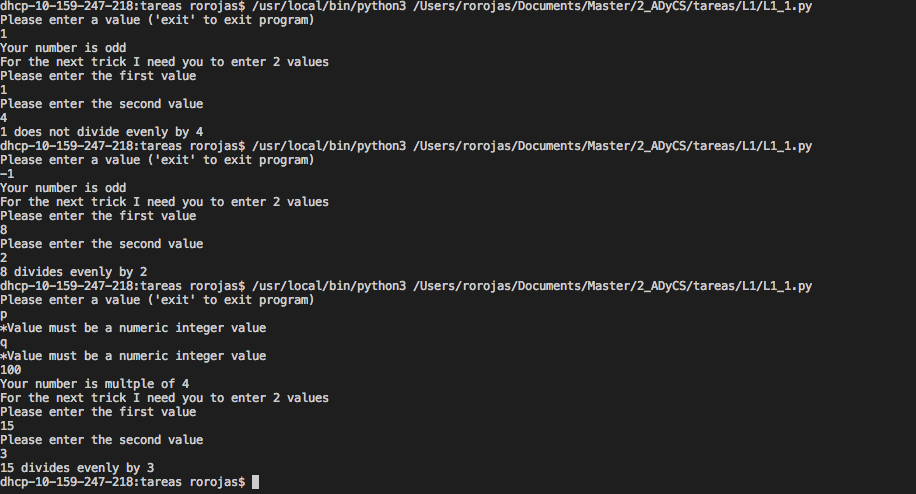 dhcp-10-159-247-218:tareas rorojas$ /usr/local/bin/python3 /Users/rorojas/Documents/Master/2_ADyCS/tareas/L1/L1_1.py
Please enter a value ('exit' to exit program)
1
Your number is odd
For the next trick I need you to enter 2 values
Please enter the first value
1
Please enter the second value
4
1 does not divide evenly by 4
dhcp-10-159-247-218:tareas rorojas$ /usr/local/bin/python3 /Users/rorojas/Documents/Master/2_ADyCS/tareas/L1/L1_1.py
Please enter a value ('exit' to exit program)
-1
Your number is odd
For the next trick I need you to enter 2 values
Please enter the first value
8
Please enter the second value
2
8 divides evenly by 2
dhcp-10-159-247-218:tareas rorojas$ /usr/local/bin/python3 /Users/rorojas/Documents/Master/2_ADyCS/tareas/L1/L1_1.py
Please enter a value ('exit' to exit program)
p
*Value must be a numeric integer value
q
*Value must be a numeric integer value
100
Your number is multple of 4
For the next trick I need you to enter 2 values
Please enter the first value
15
Please enter the second value
3
15 divides evenly by 3
dhcp-10-159-247-218:tareas rorojas$